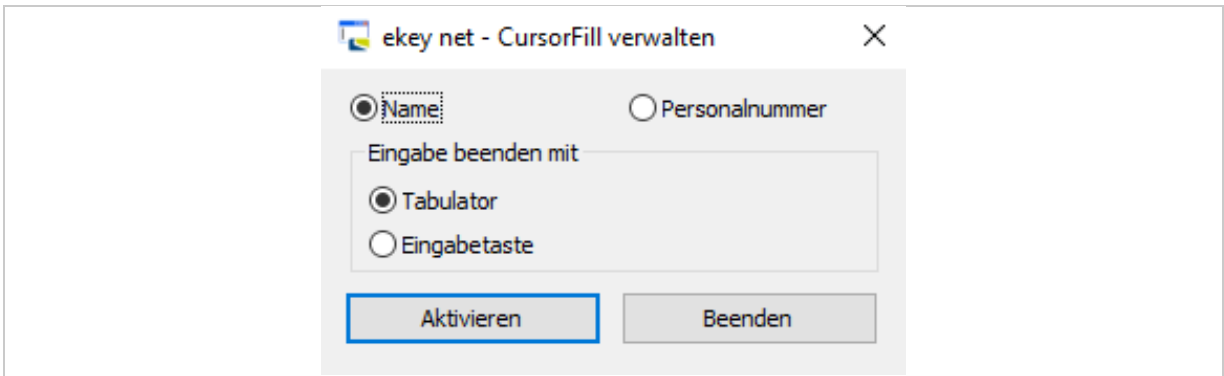 ekey net - CursorFill verwalten
Name Personalnummer
Eingabe beenden mit
Tabulator
Eingabetaste
Aktivieren Beenden